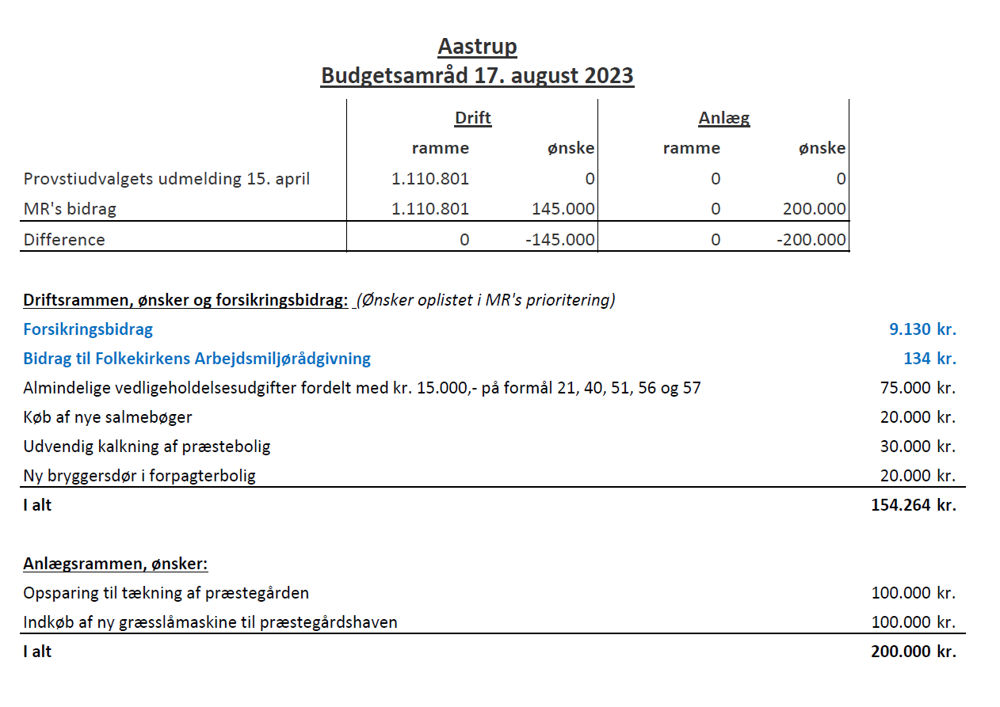 Aastrup
Budgetsamråd 17. august 2023
Drift Anlæg
ramme ønske ramme ønske
Provstiudvalgets udmelding 15. april 1.110.801 0 0 0
MR's bidrag 1.110.801 145.000 0 200.000
Difference 0 -145.000 0 -200.000
Driftsrammen, ønsker og forsikringsbidrag: (Ønsker oplistet i MR's prioritering)
Forsikringsbidrag 9.130 kr.
Bidrag til Folkekirkens Arbejdsmiljørådgivning 134 kr.
Almindelige vedligeholdelsesudgifter fordelt med kr. 15.000,- på formål 21, 40, 51, 56 og 57 75.000 kr.
Køb af nye salmebøger 20.000 kr.
Udvendig kalkning af præstebolig 30.000 kr.
Ny bryggersdør i forpagterbolig 20.000 kr.
I alt 154.264 kr.
Anlægsrammen, ønsker:
Opsparing til tækning af præstegården 100.000 kr.
Indkøb af ny græsslåmaskine til præstegårdshaven 100.000 kr.
I alt 200.000 kr.